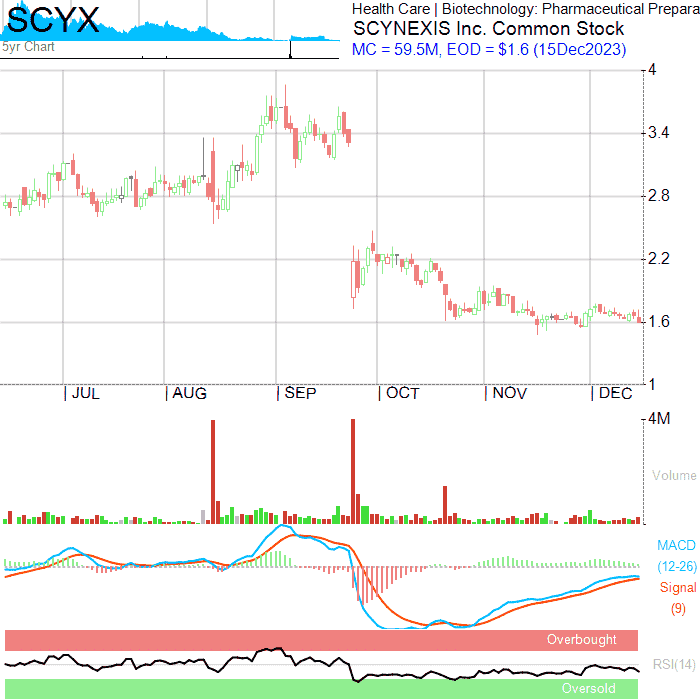 SCYX
5yr Chart
Health Care | Biotechnology: Pharmaceutical Prepara
SCYNEXIS Inc. Common Stock
MC = 59.5M, EOD = $1.6 (15Dec2023)
4
3.4
2.8
2.2
1.6
1
| JUL | AUG | SEP | OCT | NOV | DEC
4M
Volume
MACD
(12-26)
Signal
(9)
Overbought
RSI(14)
Oversold